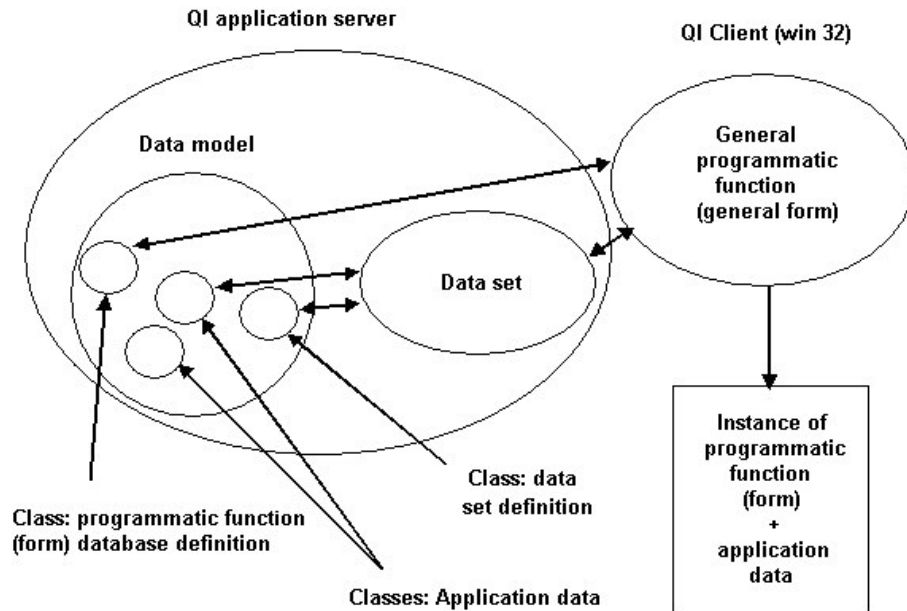 QI application server
QI Client (win 32)
Data model
General
programmatic
function
(general form)
Data set
Instance of
programmatic
function
(form)
+
application
data
Class: data
set definition
Class: programmatic function
(form) database definition
Classes: Application data